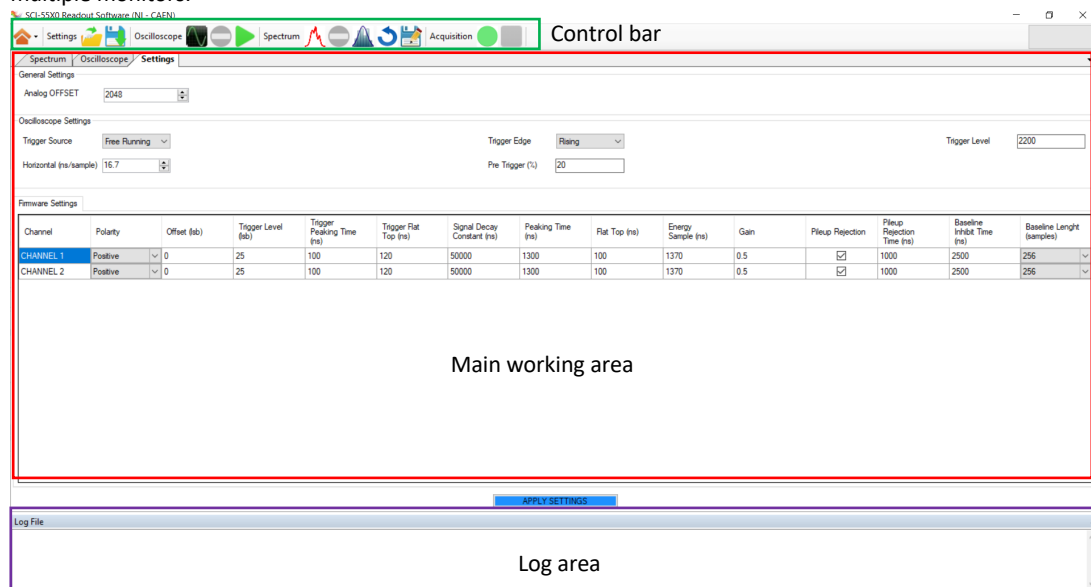 multiple monitors.
SCI-55X0 Readout Software (NI - CAEN)
Settings Oscilloscope Spectrum Acquisition
Control bar
Spectrum Oscilloscope Settings
General Settings
Analog OFFSET 2048
Oscilloscope Settings
Trigger Source Free Running Trigger Edge Rising Trigger Level 2200
Horizontal (ns/sample) 16.7 Pre Trigger (%) 20
Firmware Settings
Channel Polarity Offset (lsb) Trigger Level (lsb) Trigger Peaking Time (ns) Trigger Flat Top (ns) Signal Decay Constant (ns) Peaking Time (ns) Flat Top (ns) Energy Sample (ns) Gain Pileup Rejection Pileup Rejection Time (ns) Baseline Inhibit Time (ns) Baseline Lenght (samples)
CHANNEL 1 Positive 0 25 100 120 50000 1300 100 1370 0.5 1000 2500 256
CHANNEL 2 Positive 0 25 100 120 50000 1300 100 1370 0.5 1000 2500 256
Main working area
APPLY SETTINGS
Log File
Log area